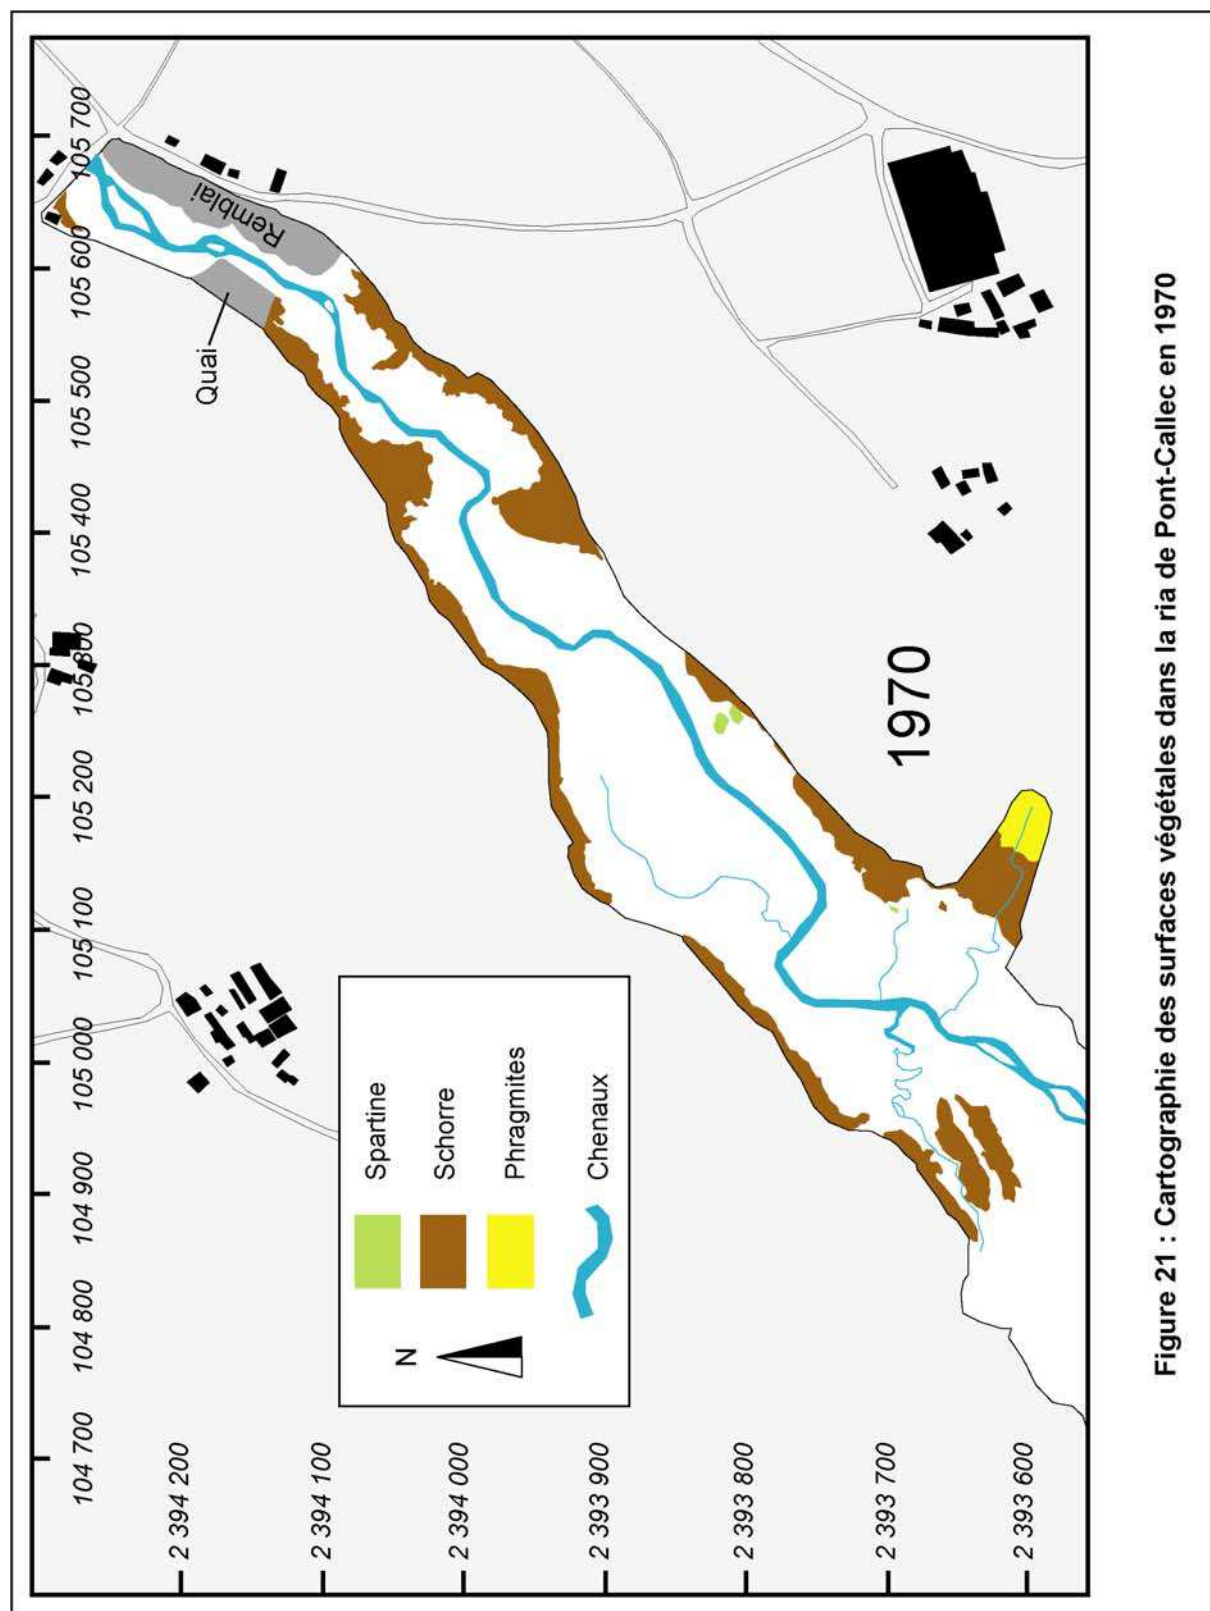 104 700
104 800
104 900
105 000
105 100
105 200
105 300
105 400
105 500
105 600
105 700
2 394 200
2 394 100
2 394 000
2 393 900
2 393 800
2 393 700
2 393 600
Quai
Remblai
N
Spartine
Schorre
Phragmites
Chenaux
1970
Figure 21 : Cartographie des surfaces végétales dans la ria de Pont-Callec en 1970